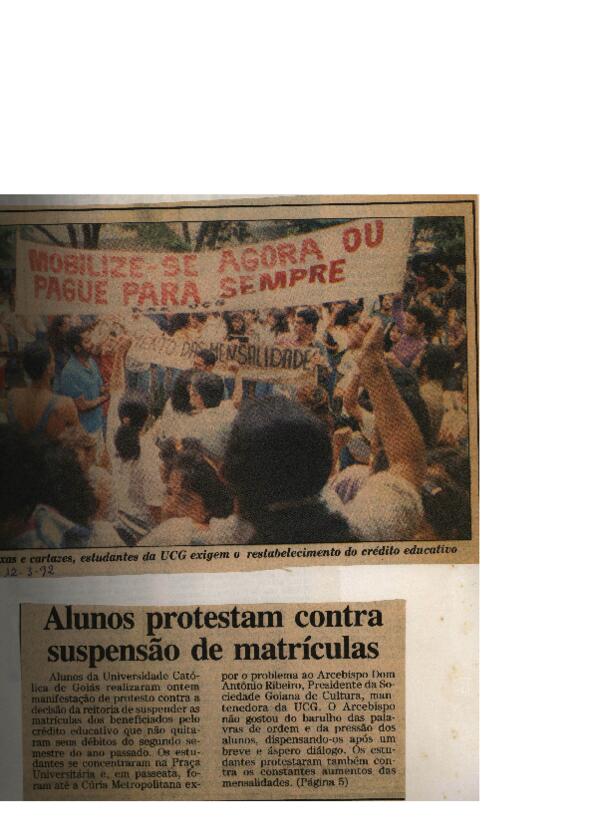 MOBILIZE-SE AGORA OU
PAGUE PARA SEMPRE
DAS MENSALIDADES
xas e cartazes, estudantes da UCG exigem o restabelecimento do crédito educativo
12-3-92
Alunos protestam contra
suspensão de matrículas
Alunos da Universidade Cató-
lica de Goiás realizaram ontem
manifestação de protesto contra a
decisão da reitoria de suspender as
matrículas dos beneficiados pelo
crédito educativo que não quita-
ram seus débitos do segundo se-
mestre do ano passado. Os estu-
dantes se concentraram na Praça
Universitária e, em passeata, fo-
ram até a Cúria Metropolitana ex-
por o problema ao Arcebispo Dom
Antônio Ribeiro, Presidente da So-
ciedade Goiana de Cultura, man-
tenedora da UCG. O Arcebispo
não gostou do barulho das pala-
vras de ordem e da pressão dos
alunos, dispensando-os após um
breve e áspero diálogo. Os estu-
dantes protestaram também con-
tra os constantes aumentos das
mensalidades. (Página 5)